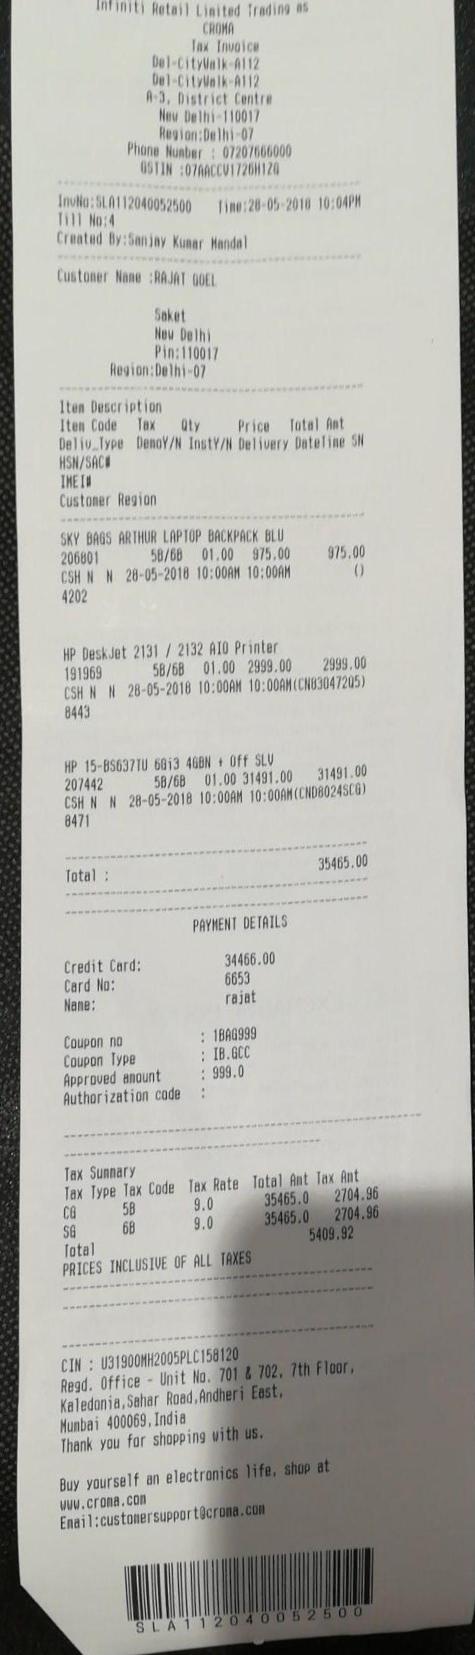 Infiniti Retail Limited Trading as
CROMA
Tax Invoice
Del-CityWalk-A112
Del-CityWalk-A112
A-3, District Centre
New Delhi-110017
Region:Delhi-07
Phone Number : 07207666000
GSTIN :07AACCV1726H1ZG
InvNo:SLA112040052500 Time:28-05-2018 10:04PM
Till No:4
Created By:Sanjay Kumar Mandal
Customer Name :RAJAT GOEL
Saket
New Delhi
Pin:110017
Region:Delhi-07
Item Description
Item Code Tax Qty Price Total Amt
Deliv_Type DemoY/N InstY/N Delivery Dateline SN
HSN/SAC#
IMEI#
Customer Region
SKY BAGS ARTHUR LAPTOP BACKPACK BLU
206801 5B/6B 01.00 975.00 975.00
CSH N N 28-05-2018 10:00AM 10:00AM ()
4202
HP DeskJet 2131 / 2132 AIO Printer
191969 5B/6B 01.00 2999.00 2999.00
CSH N N 28-05-2018 10:00AM 10:00AM(CN83047205)
8443
HP 15-BS637TU 6Gi3 4GBN + Off SLV
207442 5B/6B 01.00 31491.00 31491.00
CSH N N 28-05-2018 10:00AM 10:00AM(CND8024SCG)
8471
Total : 35465.00
PAYMENT DETAILS
Credit Card: 34466.00
Card No: 6653
Name: rajat
Coupon no : 1BAG999
Coupon Type : IB.GCC
Approved amount : 999.0
Authorization code :
Tax Summary
Tax Type Tax Code Tax Rate Total Amt Tax Amt
CG 5B 9.0 35465.0 2704.96
SG 6B 9.0 35465.0 2704.96
Total 5409.92
PRICES INCLUSIVE OF ALL TAXES
CIN : U31900MH2005PLC158120
Regd. Office - Unit No. 701 & 702, 7th Floor,
Kaledonia,Sahar Road,Andheri East,
Mumbai 400069,India
Thank you for shopping with us.
Buy yourself an electronics life, shop at
www.croma.com
Email:customersupport@croma.com
SLA112040052500